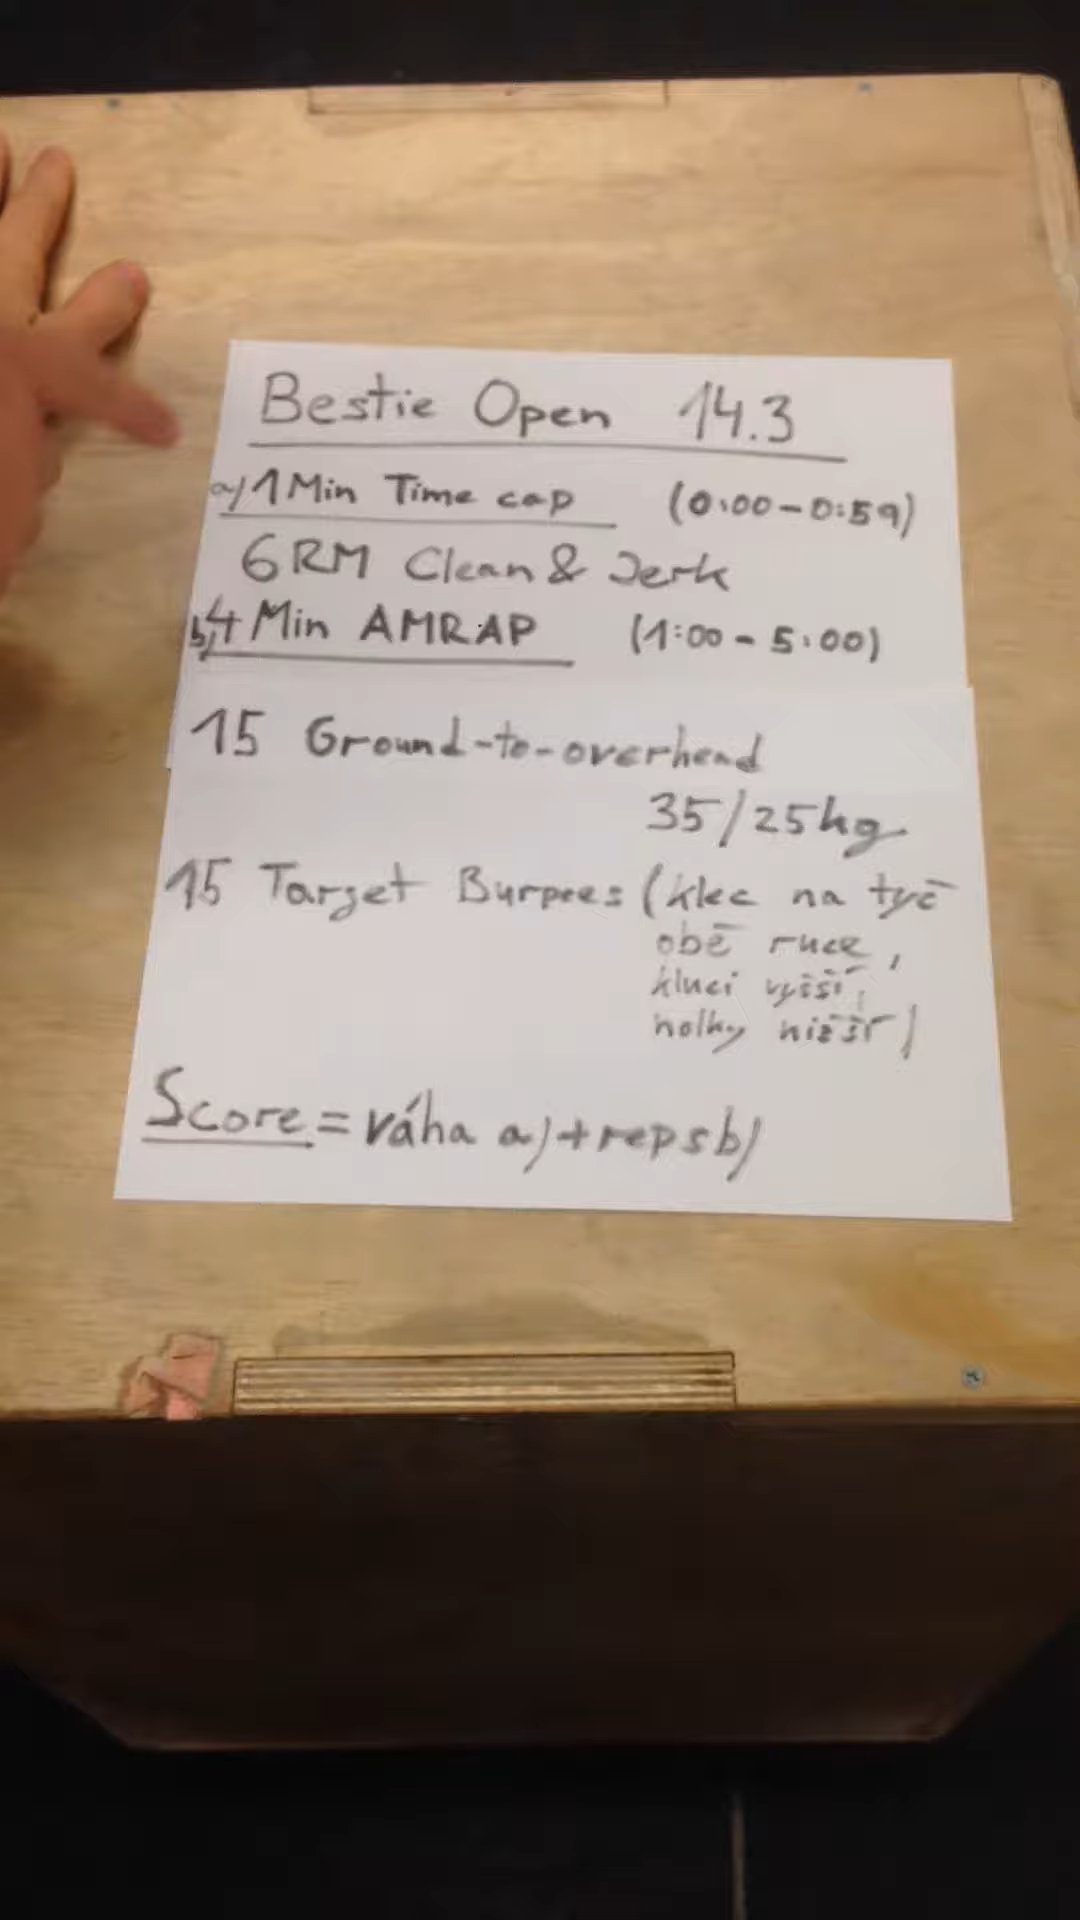 Bestie Open 14.3
a) 1 Min Time cap (0:00 - 0:59)
6 RM Clean & Jerk
b) 4 Min AMRAP (1:00 - 5:00)
15 Ground-to-overhead
35/25kg
15 Target Burpees (klec na tyč
obě ruce,
kluci vyšší,
holky nižší)
Score = váha a) + reps b)